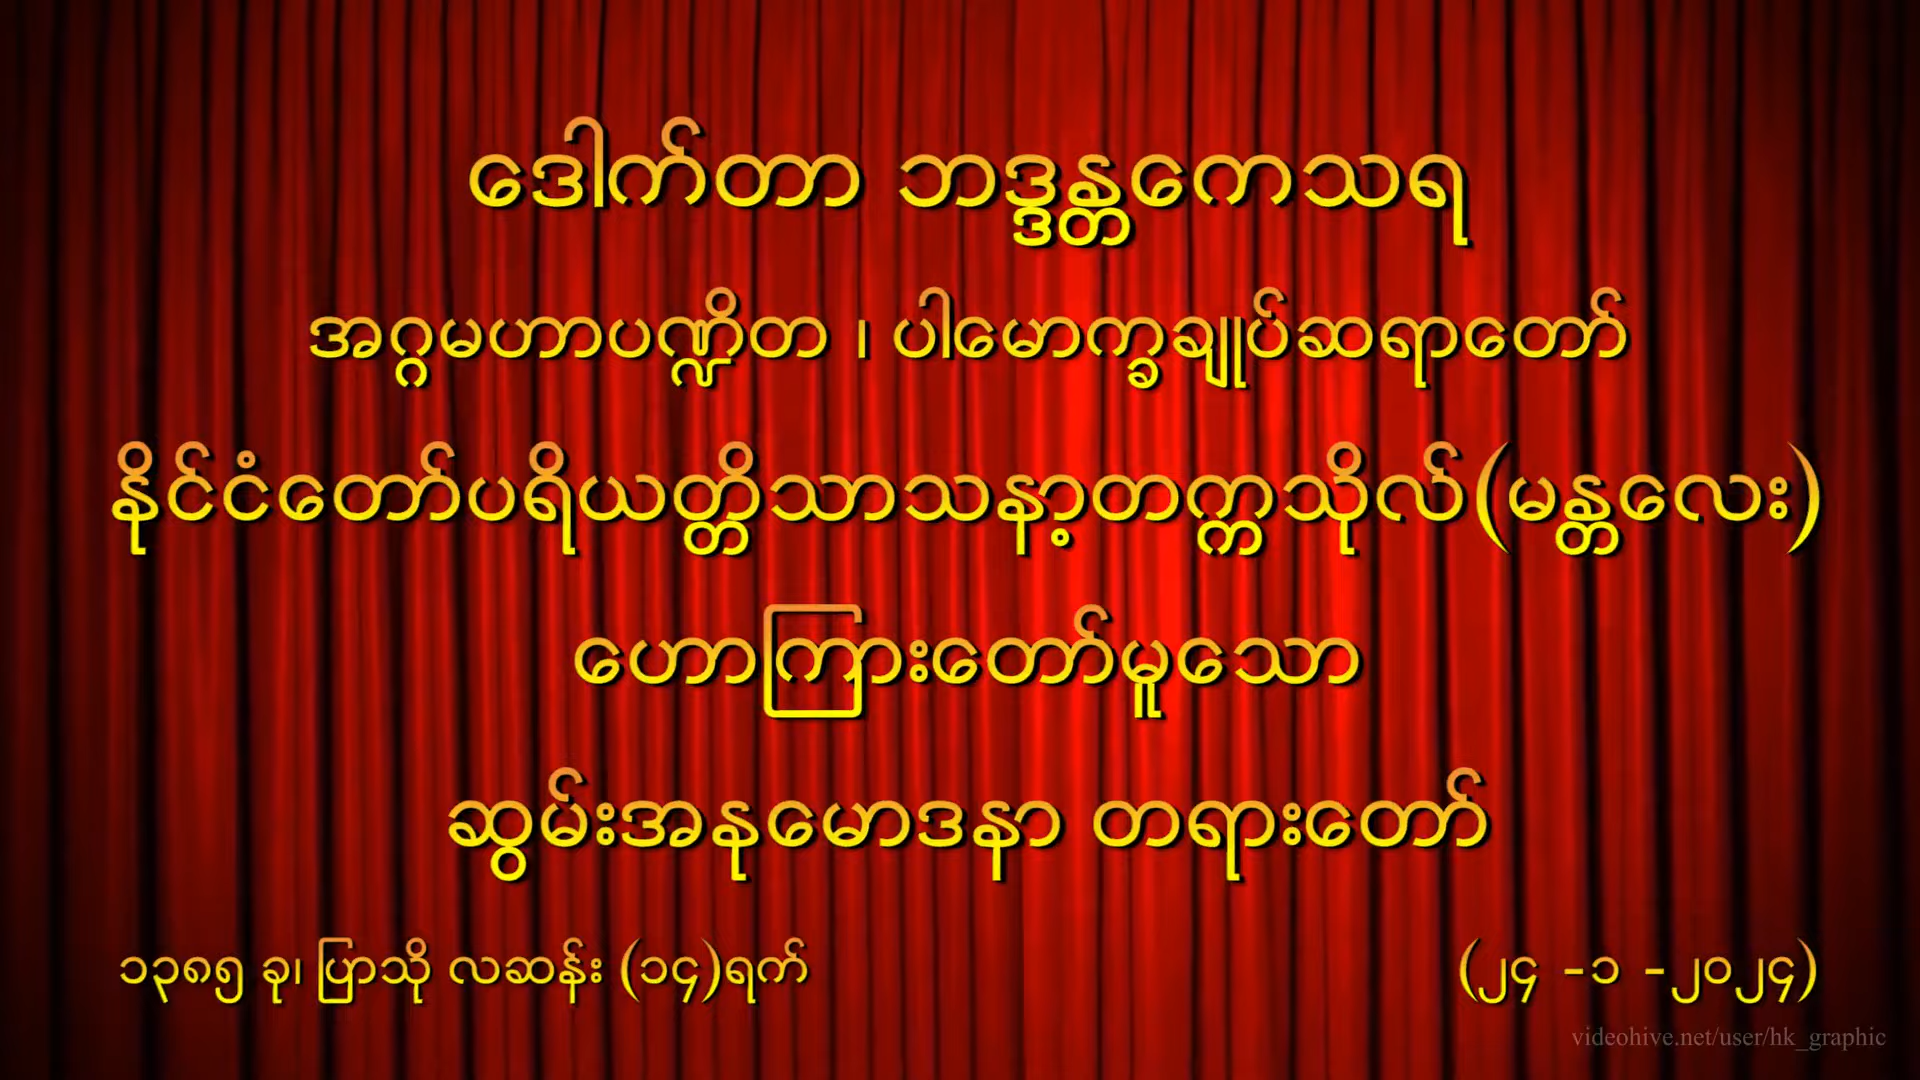 ဒေါက်တာ ဘဒ္ဒန္တကေသရ
အဂ္ဂမဟာပဏ္ဍိတ ၊ ပါမောက္ခချုပ်ဆရာတော်
နိုင်ငံတော်ပရိယတ္တိသာသနာ့တက္ကသိုလ်(မန္တလေး)
ဟောကြားတော်မူသော
ဆွမ်းအနုမောဒနာ တရားတော်
၁၃၈၅ ခု၊ ပြာသို လဆန်း (၁၄)ရက်
(၂၄ -၁ -၂၀၂၄)
videohive.net/user/hk_graphic